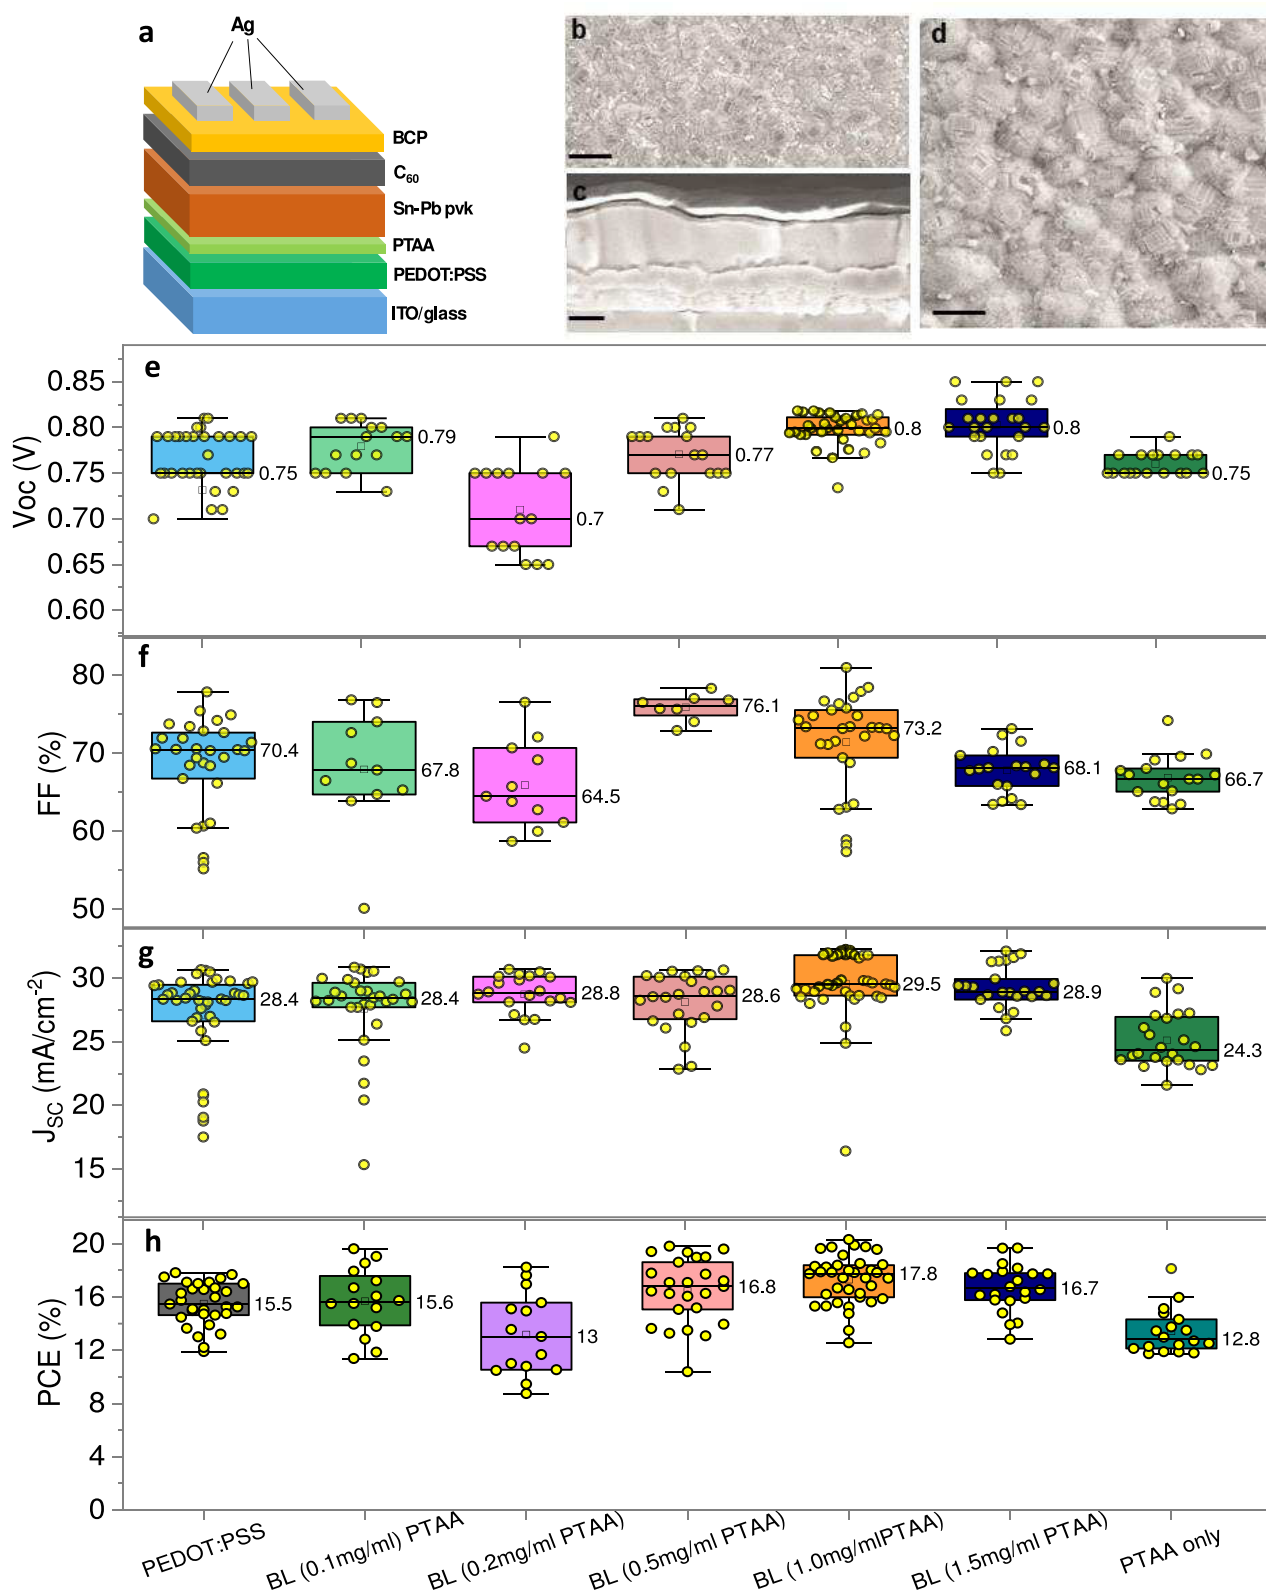 a
Ag
BCP
C60
Sn-Pb pvk
PTAA
PEDOT:PSS
ITO/glass
b
c
d
e
Voc (V)
0.85
0.80
0.75
0.70
0.65
0.60
0.75
0.79
0.7
0.77
0.8
0.8
0.75
f
FF (%)
80
70
60
50
70.4
67.8
64.5
76.1
73.2
68.1
66.7
g
JSC (mA/cm-2)
30
25
20
15
28.4
28.4
28.8
28.6
29.5
28.9
24.3
h
PCE (%)
20
16
12
8
4
0
15.5
15.6
13
16.8
17.8
16.7
12.8
PEDOT:PSS
BL (0.1mg/ml) PTAA
BL (0.2mg/ml PTAA)
BL (0.5mg/ml PTAA)
BL (1.0mg/mlPTAA)
BL (1.5mg/ml PTAA)
PTAA only